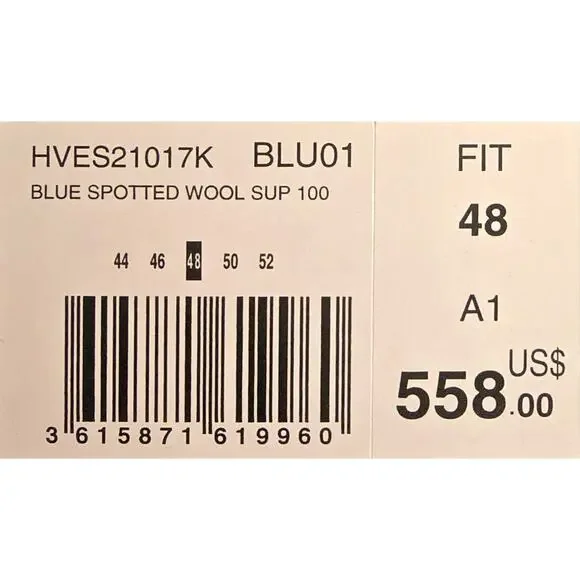 HVES21017K BLU01
BLUE SPOTTED WOOL SUP 100
44 46 48 50 52
3 615871 619960
FIT
48
A1
US$
558.00